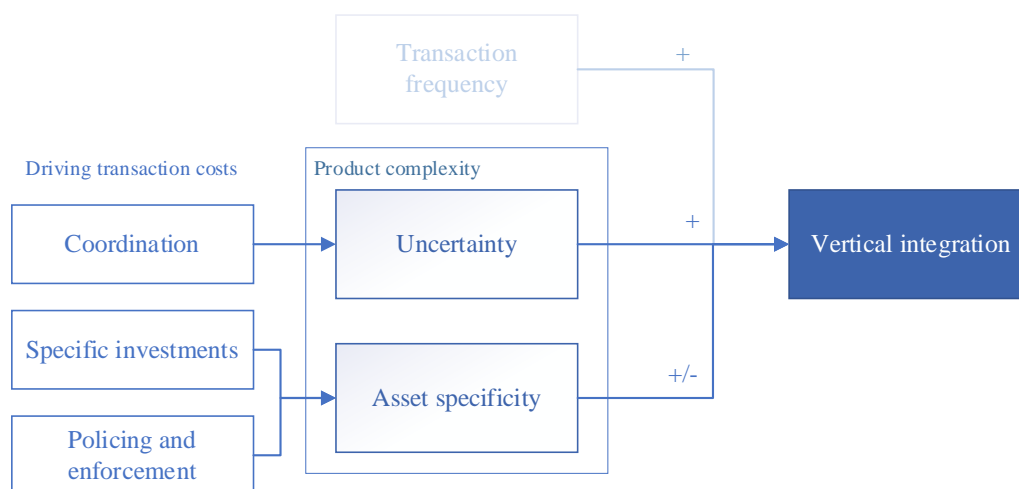 Transaction
frequency
+
Driving transaction costs
Product complexity
Coordination
Uncertainty
+
Vertical integration
Specific investments
Asset specificity
+/-
Policing and
enforcement